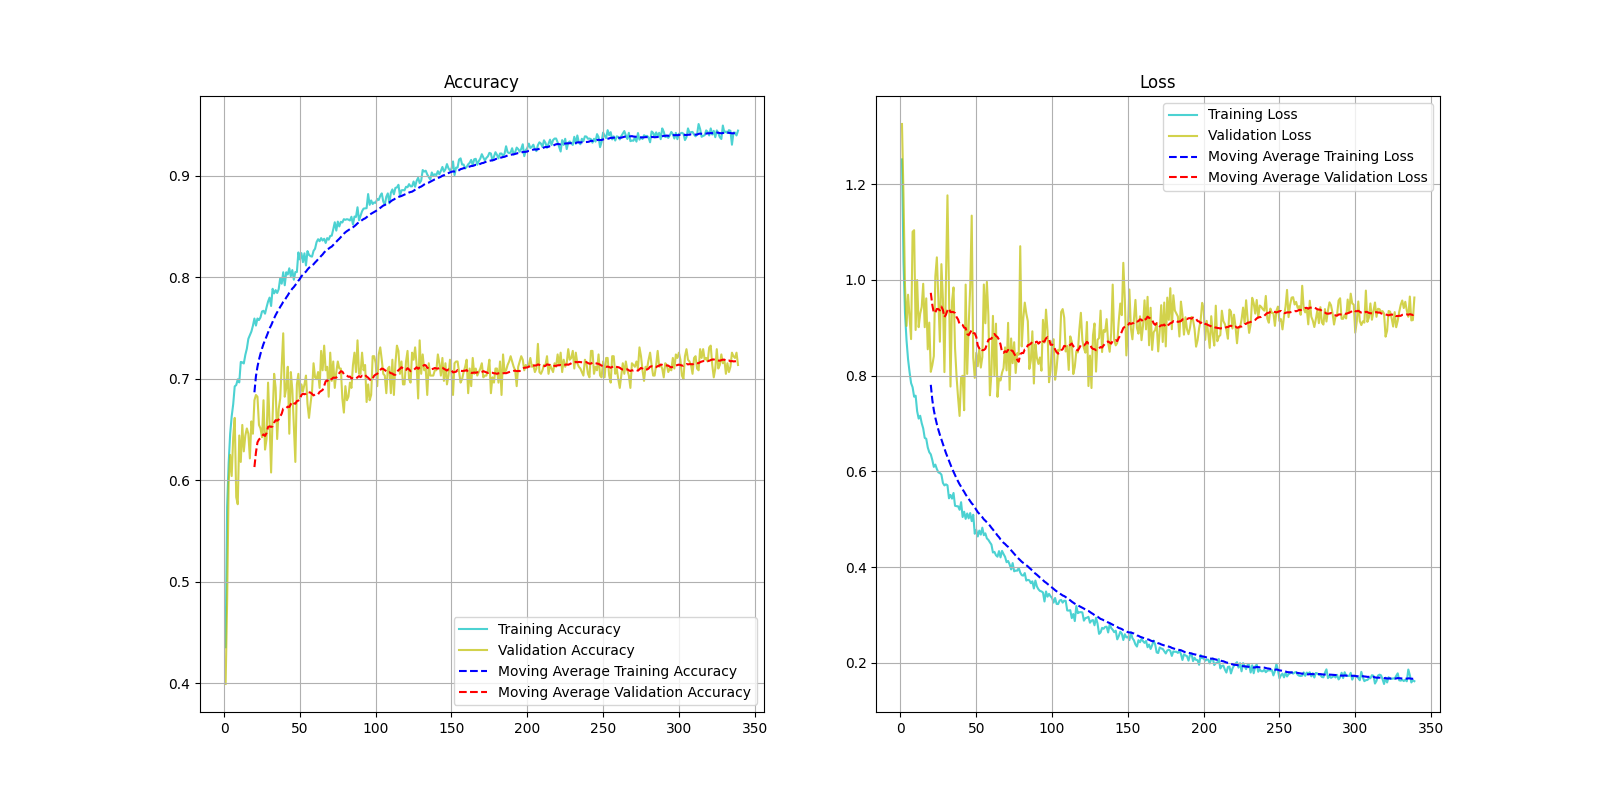 Accuracy
0.9
0.8
0.7
0.6
0.5
0.4
0 50 100 150 200 250 300 350
Training Accuracy
Validation Accuracy
Moving Average Training Accuracy
Moving Average Validation Accuracy
Loss
1.2
1.0
0.8
0.6
0.4
0.2
0 50 100 150 200 250 300 350
Training Loss
Validation Loss
Moving Average Training Loss
Moving Average Validation Loss